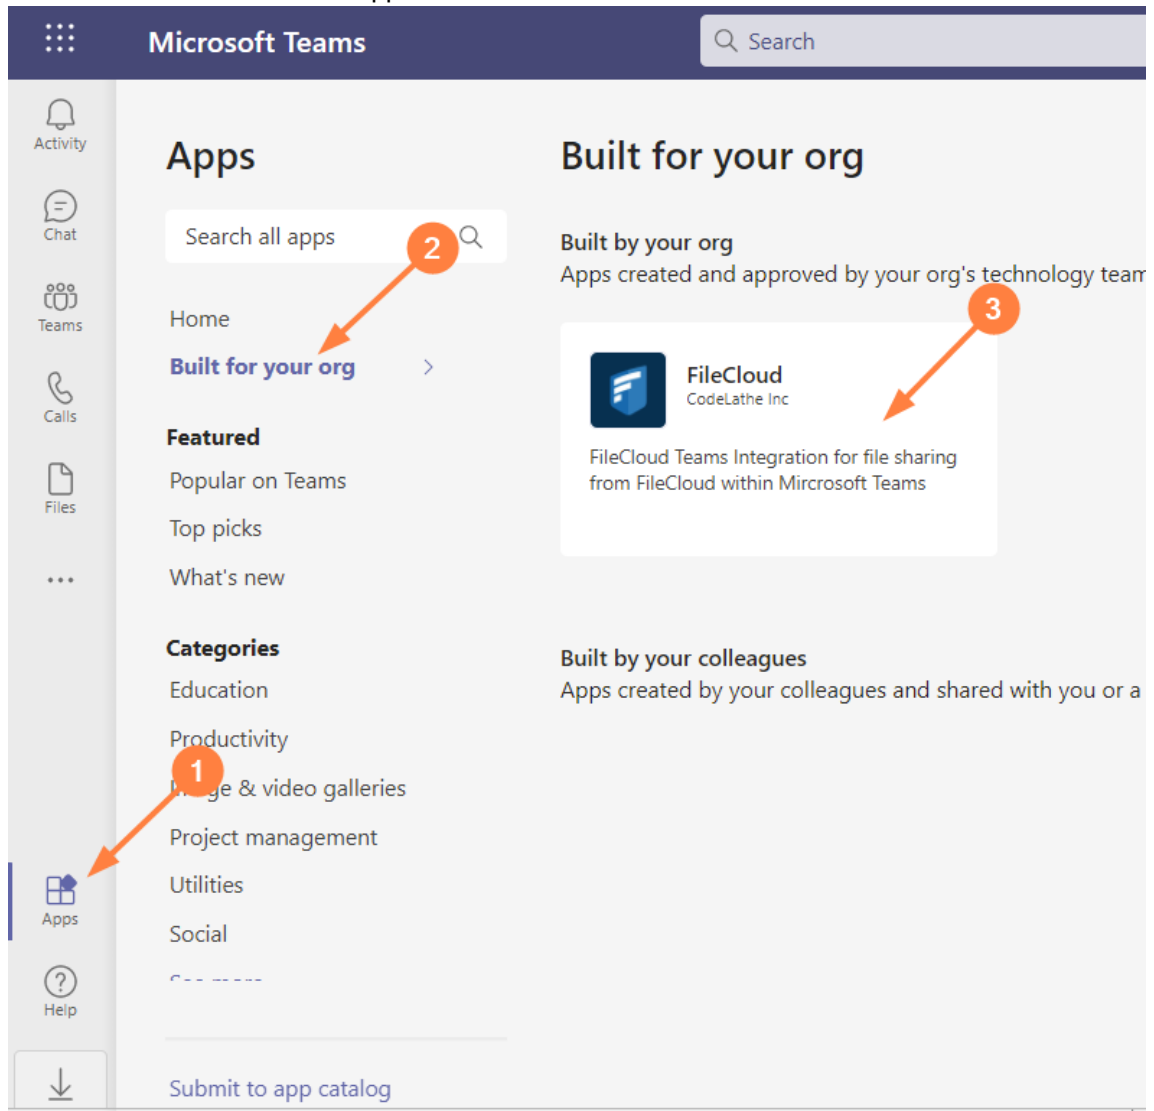 Microsoft Teams
Search
Activity
Chat
Teams
Calls
Files
Apps
Help
Apps
Search all apps
2
Home
Built for your org
Featured
Popular on Teams
Top picks
What's new
Categories
Education
Productivity
1
& video galleries
Project management
Utilities
Social
See more
Submit to app catalog
Built for your org
Built by your org
Apps created and approved by your org's technology team
3
FileCloud
CodeLathe Inc
FileCloud Teams Integration for file sharing
from FileCloud within Mircrosoft Teams
Built by your colleagues
Apps created by your colleagues and shared with you or a